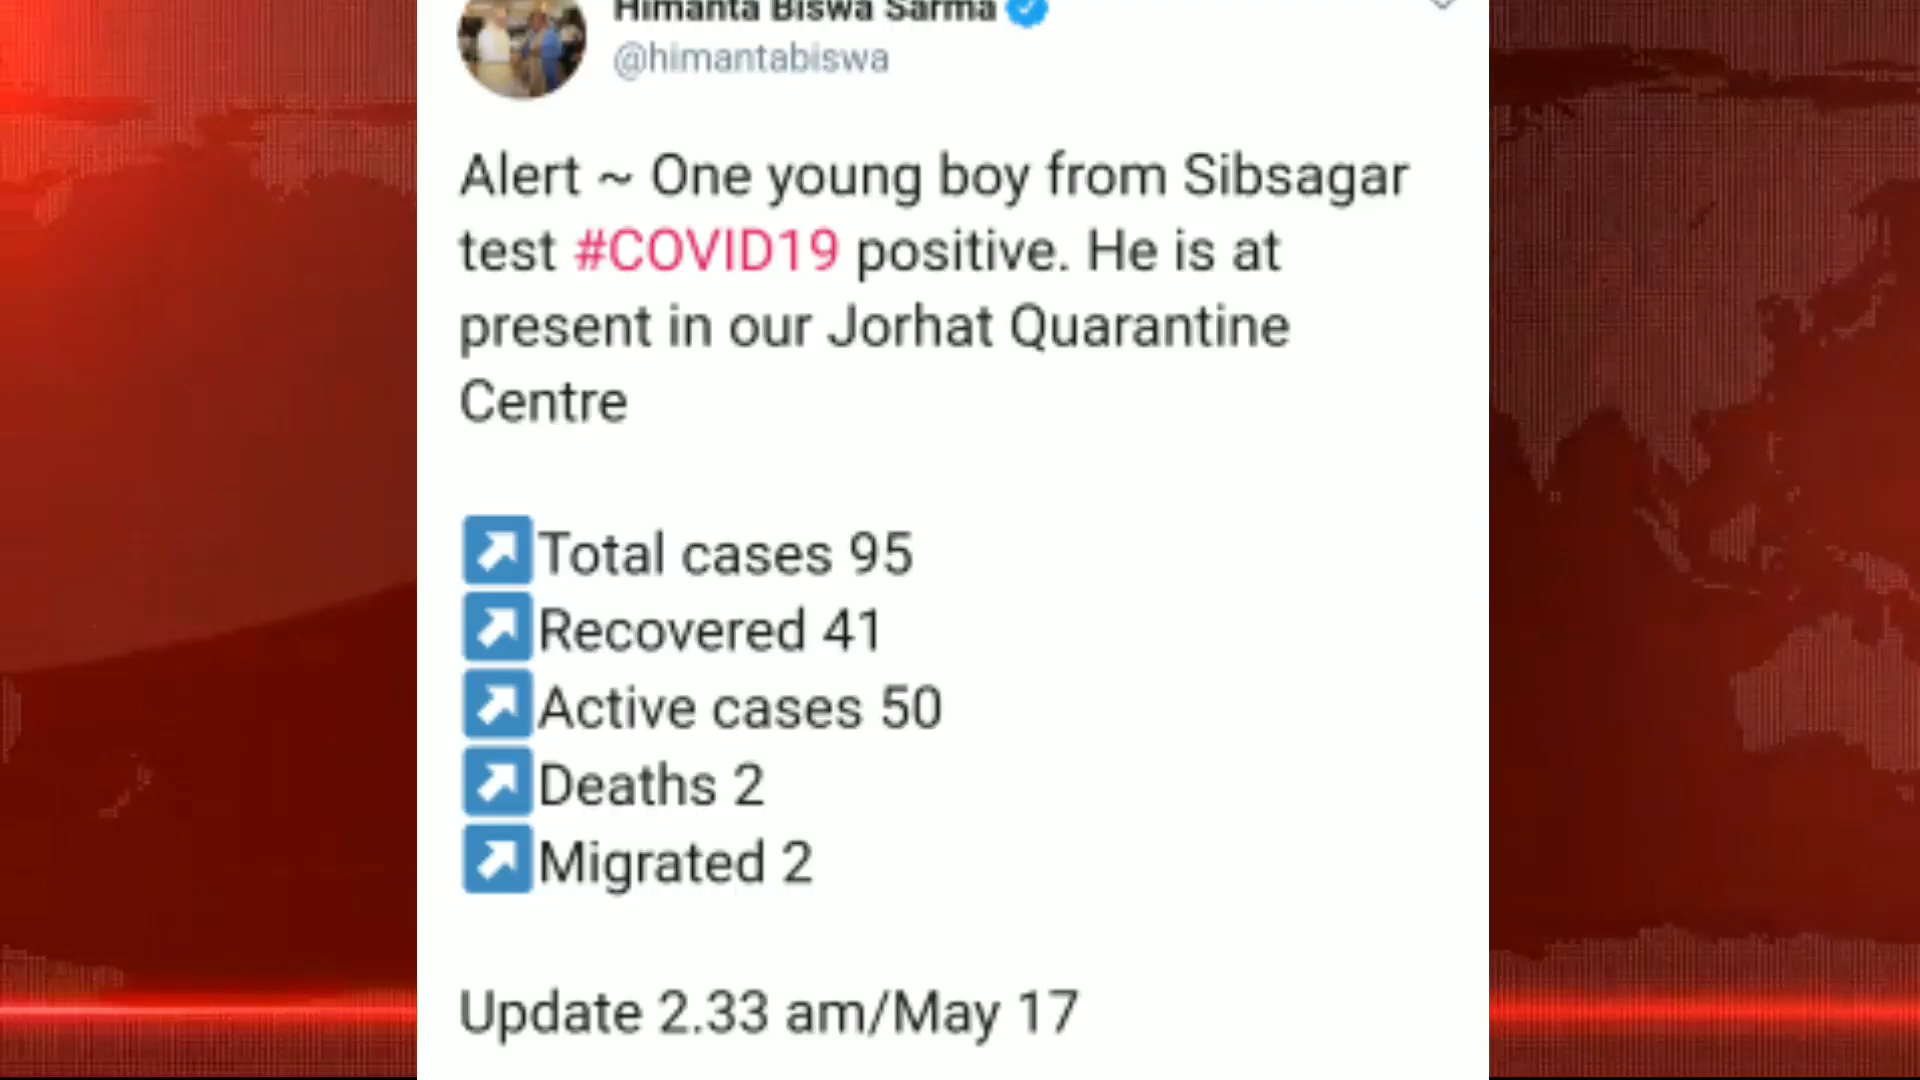 Himanta Biswa Sarma
@himantabiswa
Alert ~ One young boy from Sibsagar
test #COVID19 positive. He is at
present in our Jorhat Quarantine
Centre
Total cases 95
Recovered 41
Active cases 50
Deaths 2
Migrated 2
Update 2.33 am/May 17